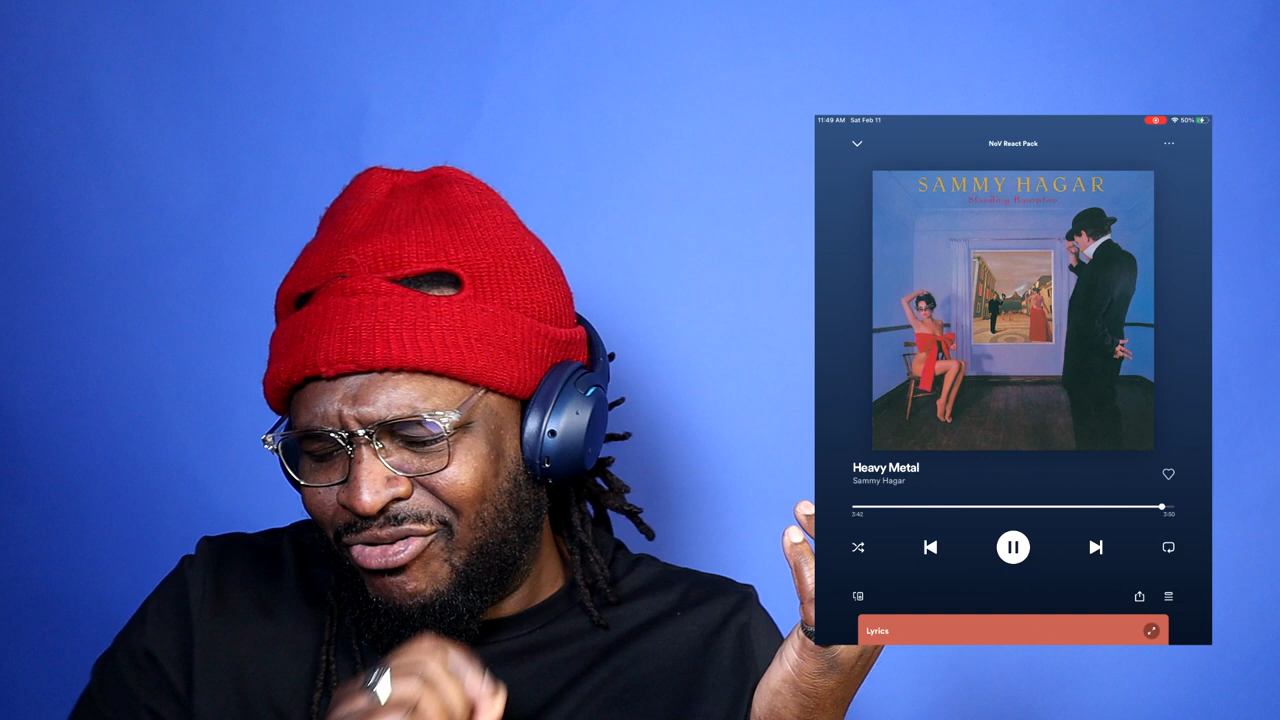 11:49 AM Sat Feb 11
50%
NoV React Pack
SAMMY HAGAR
Standing Hampton
Heavy Metal
Sammy Hagar
3:42
3:50
Lyrics